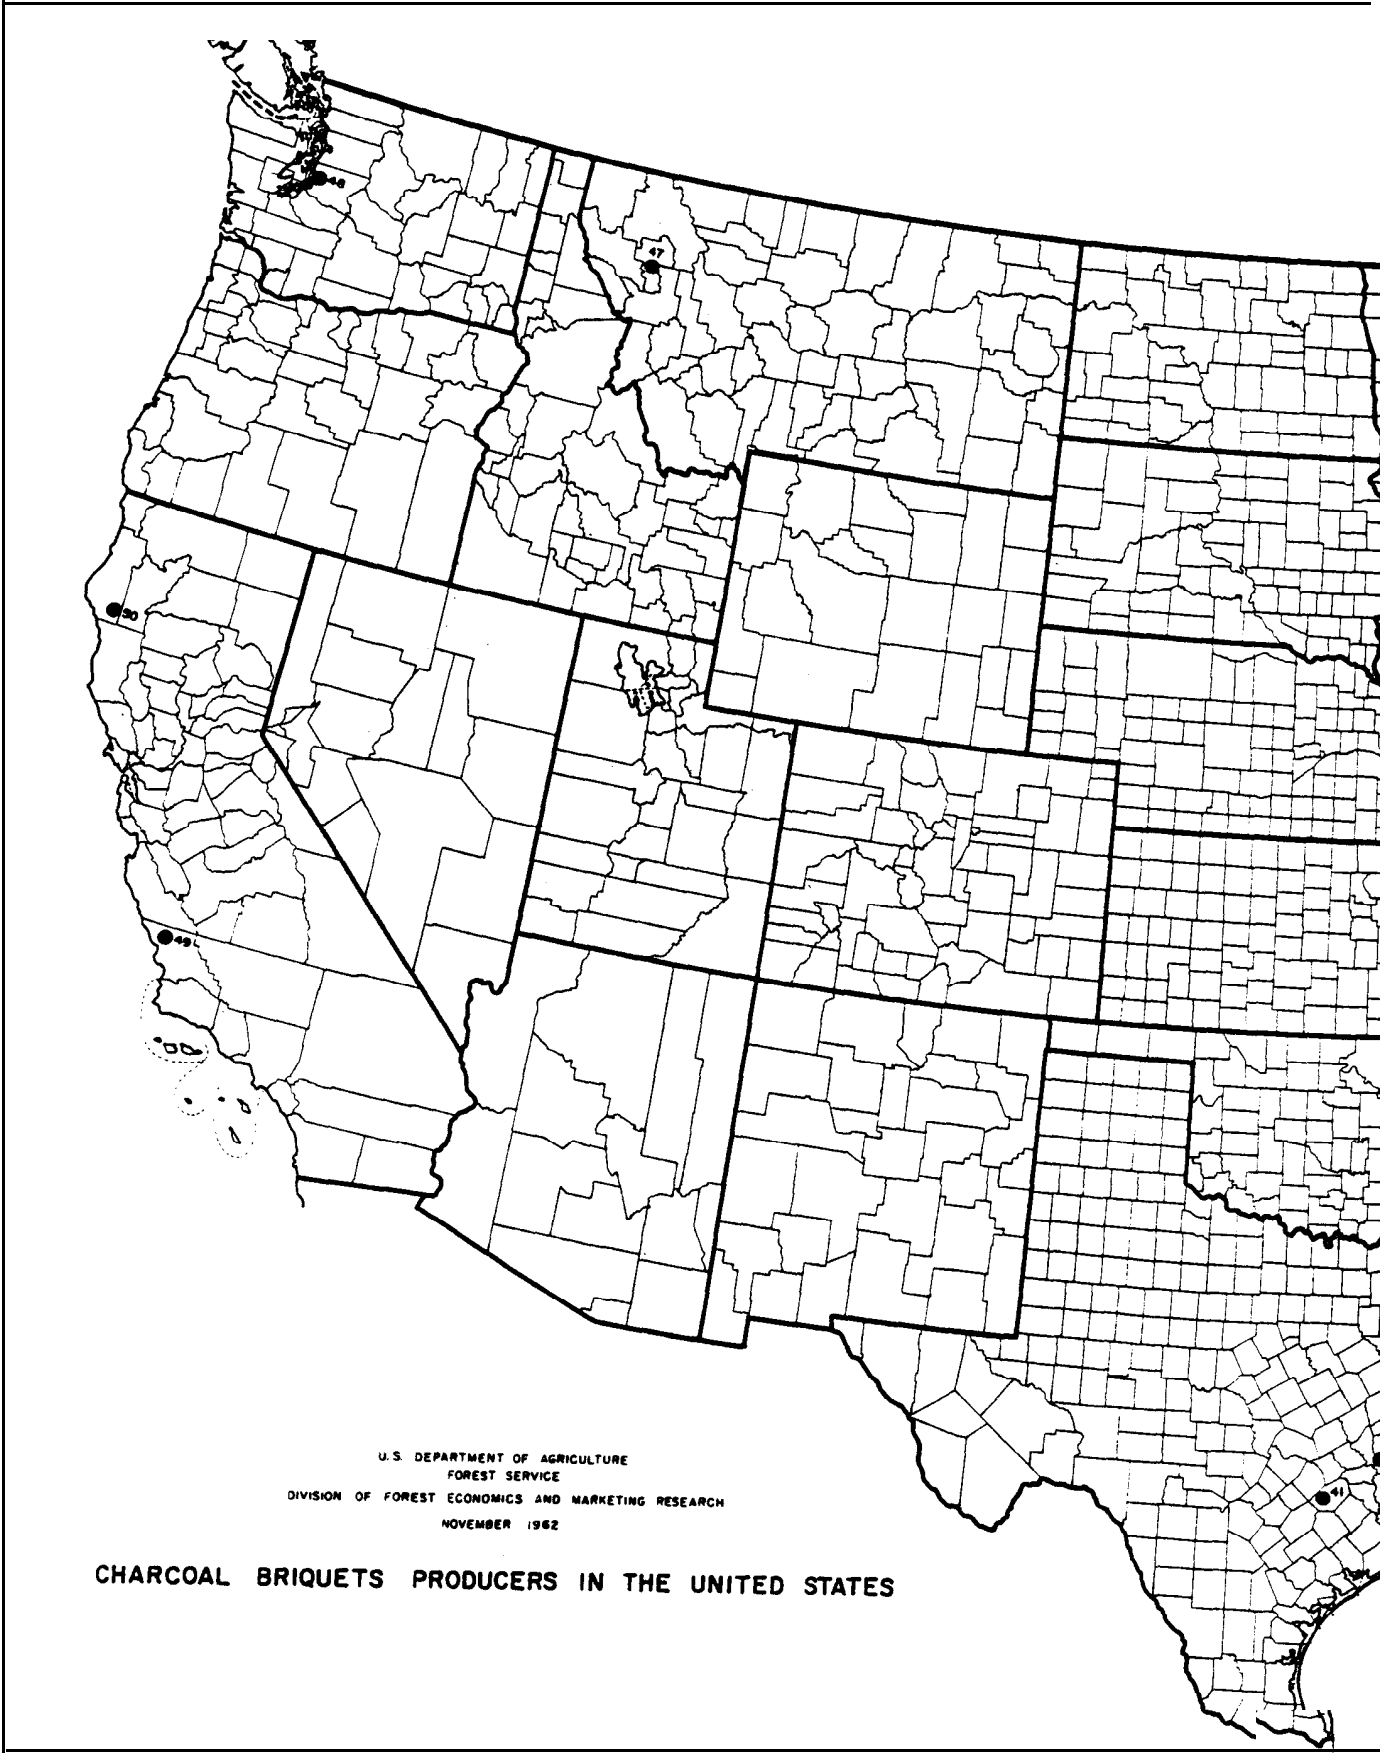 48
47
50
49
41
U.S. DEPARTMENT OF AGRICULTURE
FOREST SERVICE
DIVISION OF FOREST ECONOMICS AND MARKETING RESEARCH
NOVEMBER 1962
CHARCOAL BRIQUETS PRODUCERS IN THE UNITED STATES